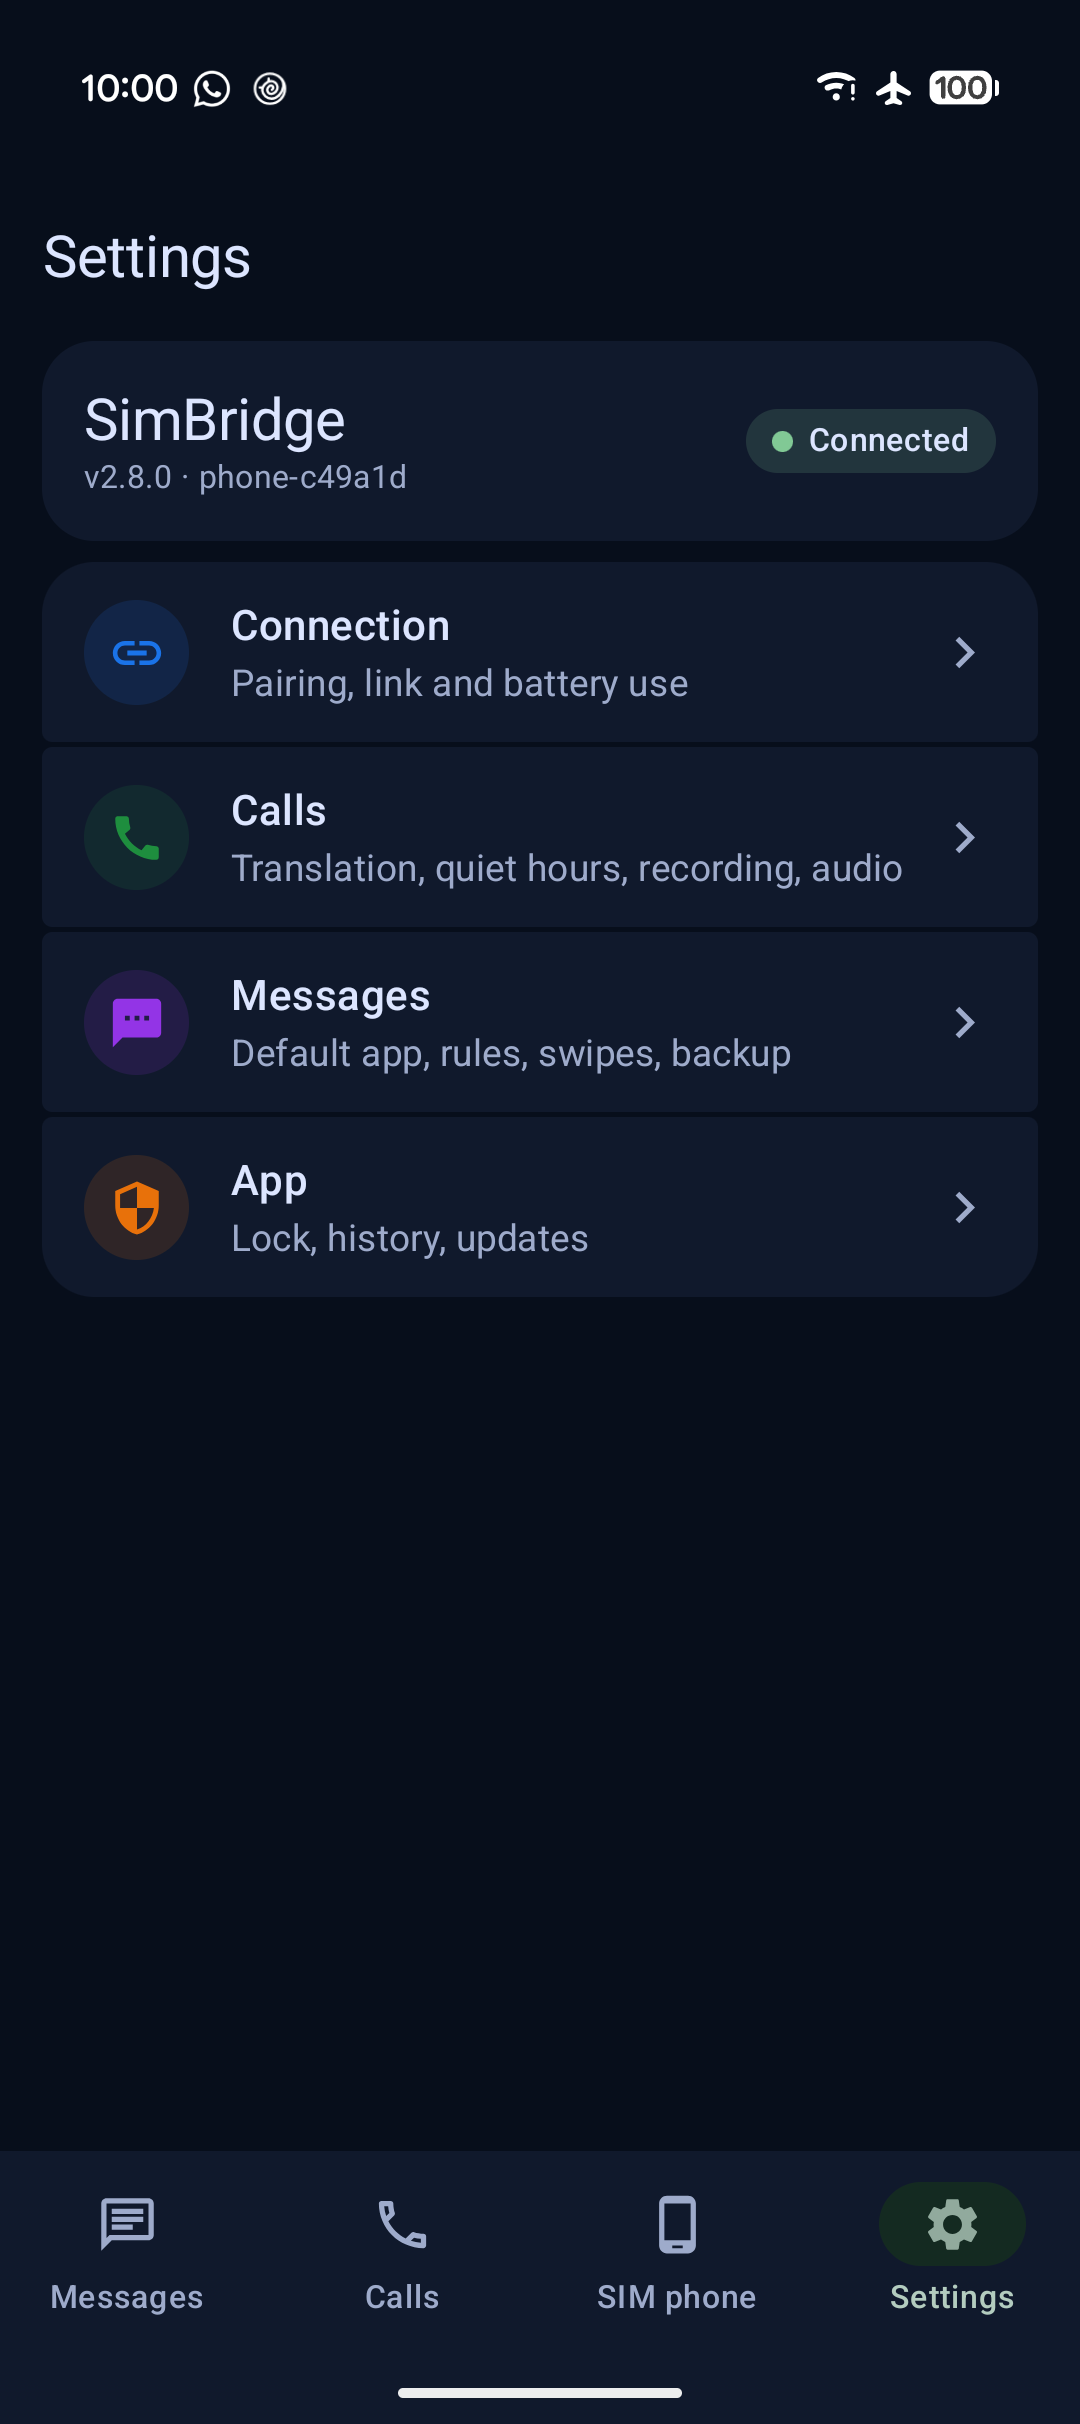 10:00
100
Settings
SimBridge
v2.8.0 · phone-c49a1d
Connected
Connection
Pairing, link and battery use
Calls
Translation, quiet hours, recording, audio
Messages
Default app, rules, swipes, backup
App
Lock, history, updates
Messages
Calls
SIM phone
Settings